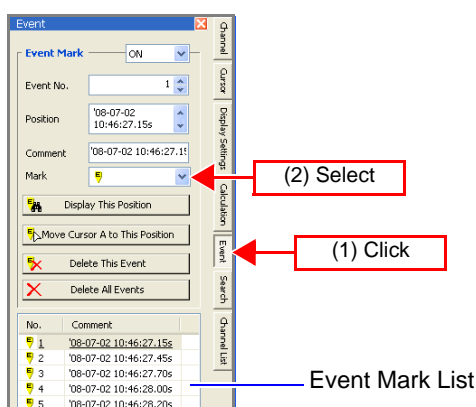 Event
Event Mark ON
Event No. 1
Position '08-07-02
10:46:27.15s
Comment '08-07-02 10:46:27.15
Mark
Display This Position
Move Cursor A to This Position
Delete This Event
Delete All Events
No. Comment
1 '08-07-02 10:46:27.15s
2 '08-07-02 10:46:27.45s
3 '08-07-02 10:46:27.70s
4 '08-07-02 10:46:28.00s
5 '08-07-02 10:46:28.20s
Channel
Cursor
Display Settings
Calculation
Event
Search
Channel List
(2) Select
(1) Click
Event Mark List